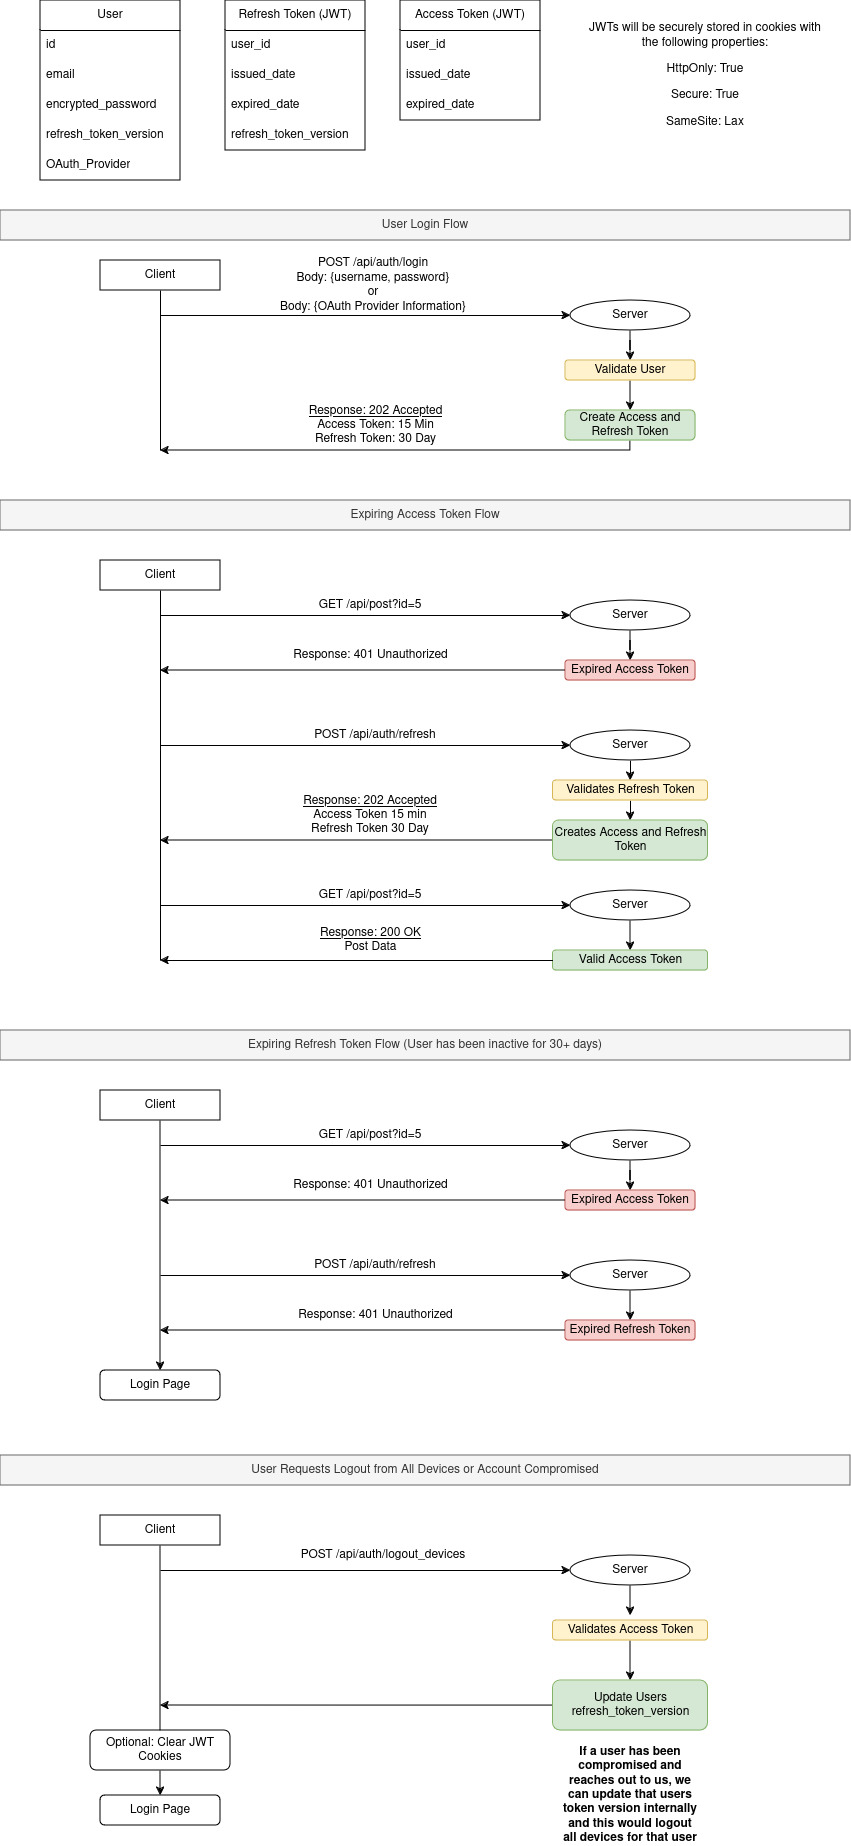 User
id
email
encrypted_password
refresh_token_version
OAuth_Provider
Refresh Token (JWT)
user_id
issued_date
expired_date
refresh_token_version
Access Token (JWT)
user_id
issued_date
expired_date
JWTs will be securely stored in cookies with
the following properties:
HttpOnly: True
Secure: True
SameSite: Lax
User Login Flow
Client
POST /api/auth/login
Body: {username, password}
or
Body: {OAuth Provider Information}
Server
Validate User
Create Access and
Refresh Token
Response: 202 Accepted
Access Token: 15 Min
Refresh Token: 30 Day
Expiring Access Token Flow
Client
GET /api/post?id=5
Server
Response: 401 Unauthorized
Expired Access Token
POST /api/auth/refresh
Server
Validates Refresh Token
Response: 202 Accepted
Access Token 15 min
Refresh Token 30 Day
Creates Access and Refresh
Token
GET /api/post?id=5
Server
Response: 200 OK
Post Data
Valid Access Token
Expiring Refresh Token Flow (User has been inactive for 30+ days)
Client
GET /api/post?id=5
Server
Response: 401 Unauthorized
Expired Access Token
POST /api/auth/refresh
Server
Response: 401 Unauthorized
Expired Refresh Token
Login Page
User Requests Logout from All Devices or Account Compromised
Client
POST /api/auth/logout_devices
Server
Validates Access Token
Update Users
refresh_token_version
Optional: Clear JWT
Cookies
Login Page
If a user has been
compromised and
reaches out to us, we
can update that users
token version internally
and this would logout
all devices for that user